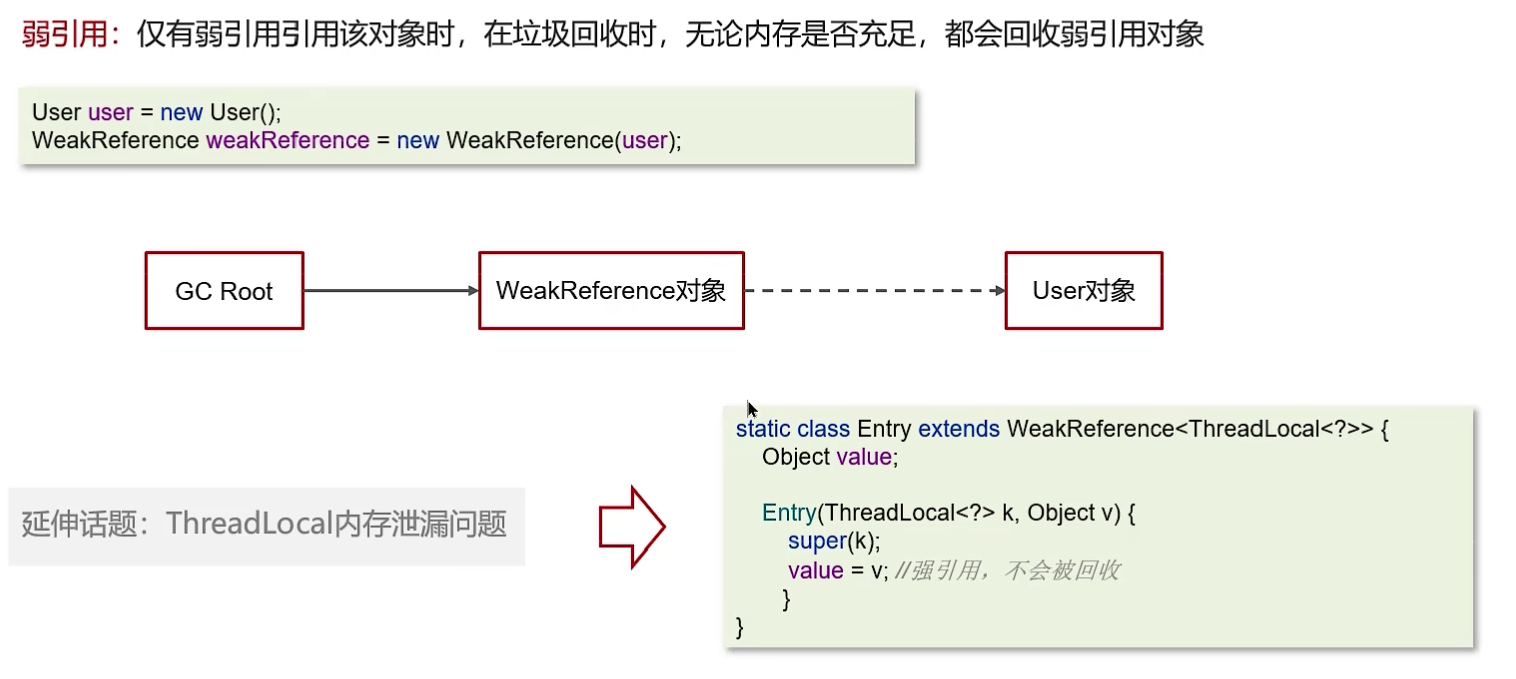 弱引用：仅有弱引用引用该对象时，在垃圾回收时，无论内存是否充足，都会回收弱引用对象
User user = new User();
WeakReference weakReference = new WeakReference(user);
GC Root
WeakReference对象
User对象
延伸话题：ThreadLocal内存泄漏问题
static class Entry extends WeakReference<ThreadLocal<?>> {
Object value;
Entry(ThreadLocal<?> k, Object v) {
super(k);
value = v; //强引用，不会被回收
}
}